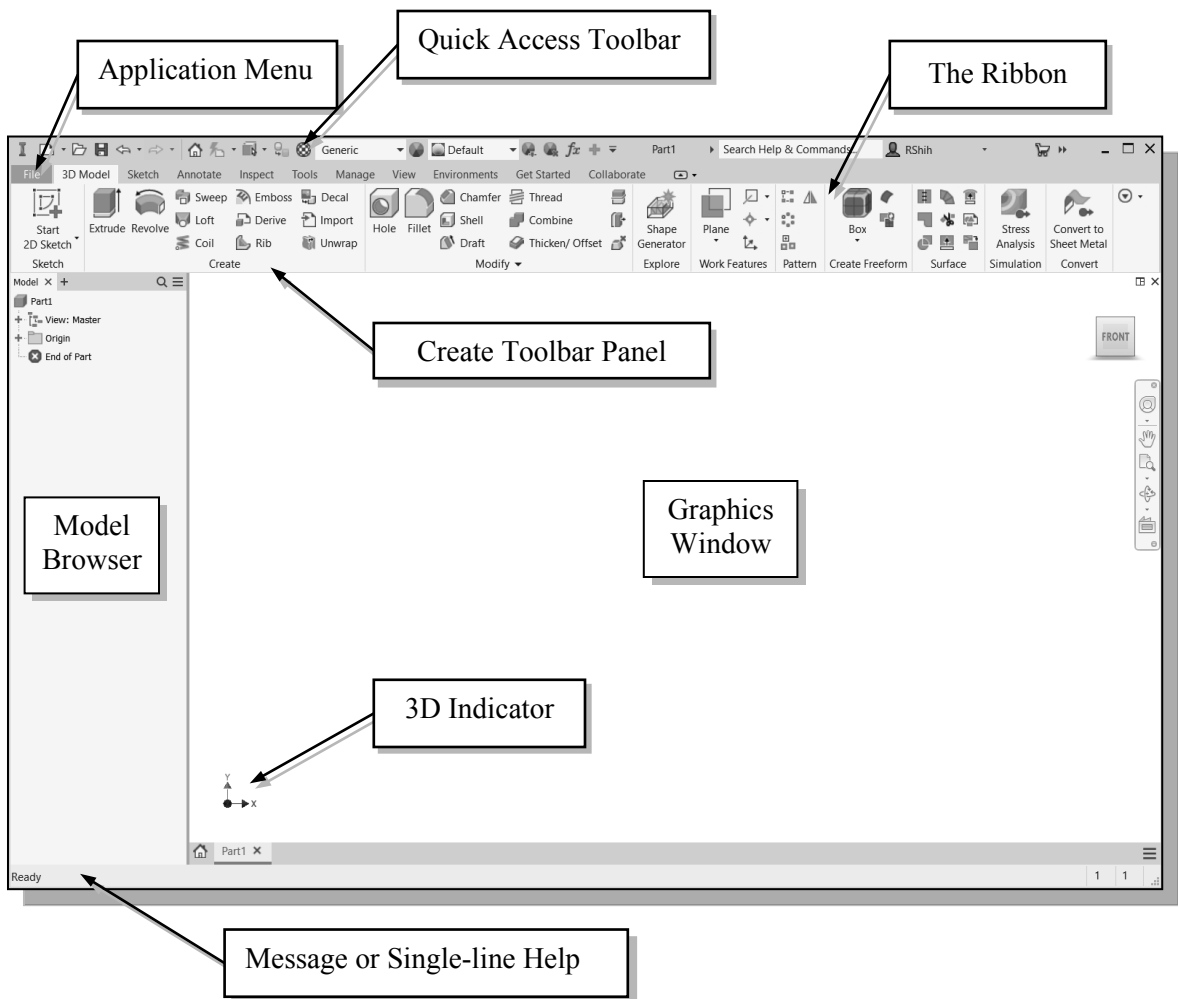 Quick Access Toolbar
Application Menu
The Ribbon
Generic Default fx Part1 Search Help & Commands... RShih
File 3D Model Sketch Annotate Inspect Tools Manage View Environments Get Started Collaborate
Sweep Emboss Decal Chamfer Thread
Start Extrude Revolve Loft Derive Import Hole Fillet Shell Combine Shape Plane Box Stress Convert to
2D Sketch Coil Rib Unwrap Draft Thicken/ Offset Generator Analysis Sheet Metal
Sketch Create Modify Explore Work Features Pattern Create Freeform Surface Simulation Convert
Model
Part1
View: Master
Origin
End of Part
FRONT
Create Toolbar Panel
Model
Browser
Graphics
Window
3D Indicator
Y
X
Part1
Ready 1 1
Message or Single-line Help